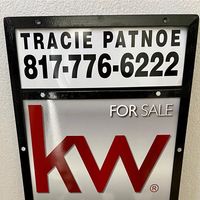 TRACIE PATNOE
817-776-6222
FOR SALE
kw®